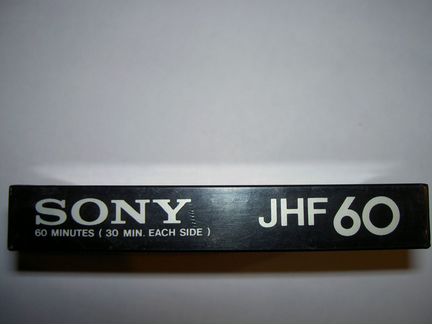 SONY JHF 60
60 MINUTES ( 30 MIN. EACH SIDE )